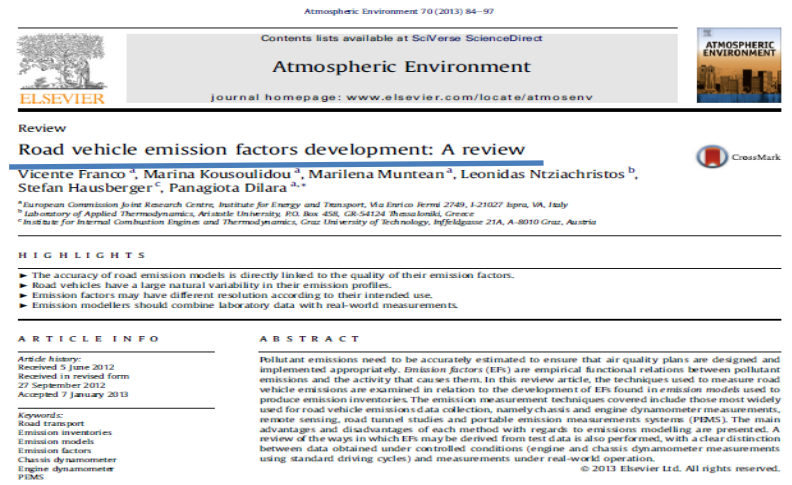 Atmospheric Environment 70 (2013) 84–97
ELSEVIER
Contents lists available at SciVerse ScienceDirect
Atmospheric Environment
journal homepage: www.elsevier.com/locate/atmosenv
ATMOSPHERIC
ENVIRONMENT
Review
Road vehicle emission factors development: A review
CrossMark
Vicente Franco a, Marina Kousoulidou a, Marilena Muntean a, Leonidas Ntziachristos b,
Stefan Hausberger c, Panagiota Dilara a,*
a European Commission Joint Research Centre, Institute for Energy and Transport, Via Enrico Fermi 2749, I-21027 Ispra, VA, Italy
b Laboratory of Applied Thermodynamics, Aristotle University, P.O. Box 458, GR-54124 Thessaloniki, Greece
c Institute for Internal Combustion Engines and Thermodynamics, Graz University of Technology, Inffeldgasse 21A, A-8010 Graz, Austria
HIGHLIGHTS
► The accuracy of road emission models is directly linked to the quality of their emission factors.
► Road vehicles have a large natural variability in their emission profiles.
► Emission factors may have different resolution according to their intended use.
► Emission modellers should combine laboratory data with real-world measurements.
ARTICLE INFO
Article history:
Received 5 June 2012
Received in revised form
27 September 2012
Accepted 7 January 2013
Keywords:
Road transport
Emission inventories
Emission models
Emission factors
Chassis dynamometer
Engine dynamometer
PEMS
ABSTRACT
Pollutant emissions need to be accurately estimated to ensure that air quality plans are designed and
implemented appropriately. Emission factors (EFs) are empirical functional relations between pollutant
emissions and the activity that causes them. In this review article, the techniques used to measure road
vehicle emissions are examined in relation to the development of EFs found in emission models used to
produce emission inventories. The emission measurement techniques covered include those most widely
used for road vehicle emissions data collection, namely chassis and engine dynamometer measurements,
remote sensing, road tunnel studies and portable emission measurements systems (PEMS). The main
advantages and disadvantages of each method with regards to emissions modelling are presented. A
review of the ways in which EFs may be derived from test data is also performed, with a clear distinction
between data obtained under controlled conditions (engine and chassis dynamometer measurements
using standard driving cycles) and measurements under real-world operation.
© 2013 Elsevier Ltd. All rights reserved.